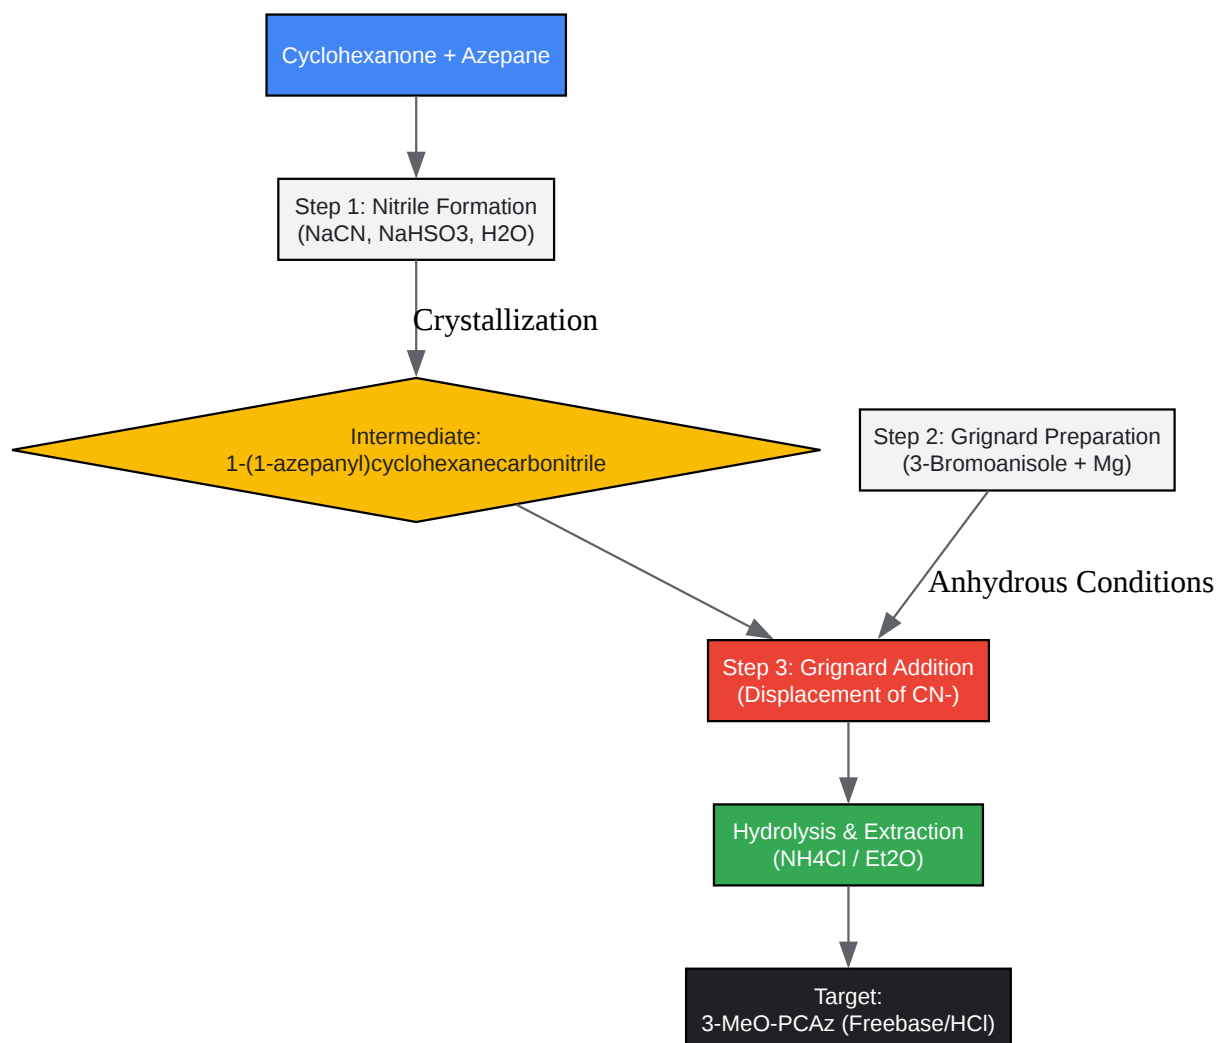 Cyclohexanone + Azepane
Step 1: Nitrile Formation
(NaCN, NaHSO3, H2O)
Crystallization
Intermediate:
1-(1-azepanyl)cyclohexanecarbonitrile
Step 2: Grignard Preparation
(3-Bromoanisole + Mg)
Anhydrous Conditions
Step 3: Grignard Addition
(Displacement of CN-)
Hydrolysis & Extraction
(NH4Cl / Et2O)
Target:
3-MeO-PCAz (Freebase/HCl)